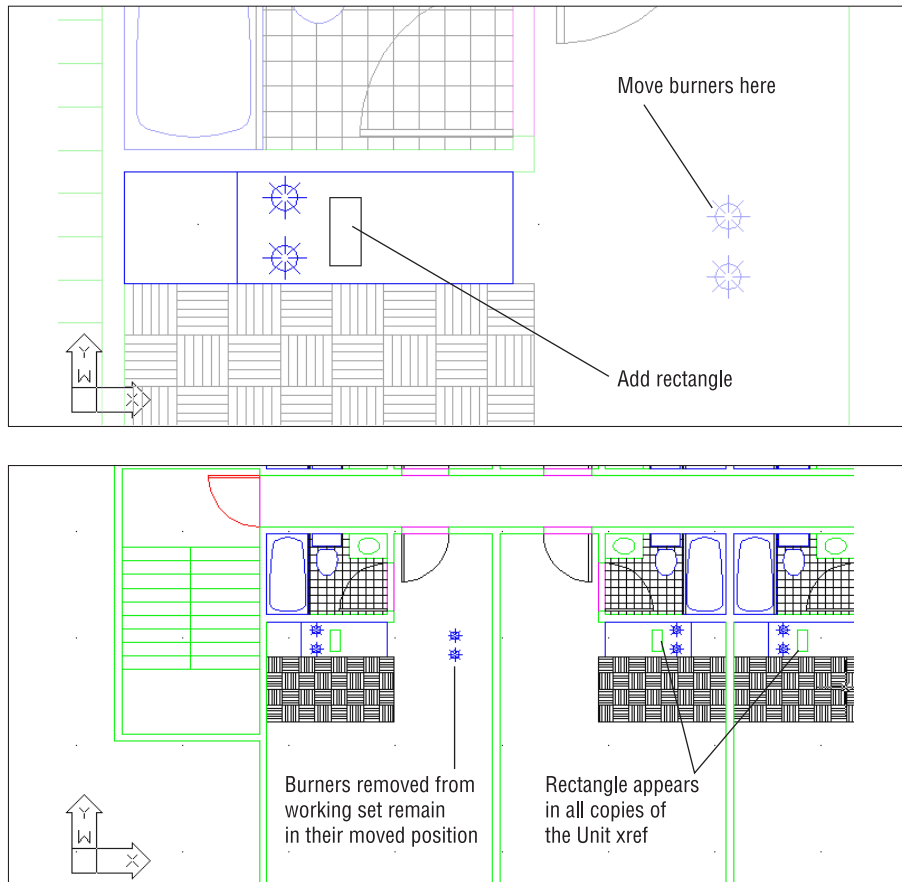 Move burners here
Add rectangle
Y
W
X
Burners removed from
working set remain
in their moved position
Rectangle appears
in all copies of
the Unit xref
Y
W
X